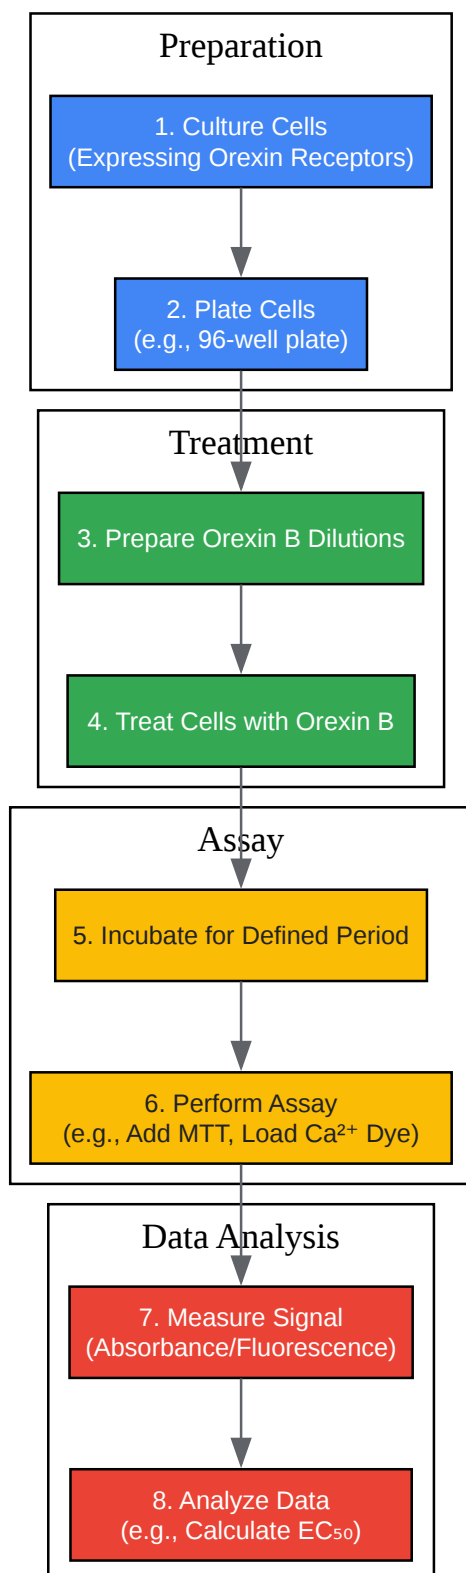 Preparation
1. Culture Cells
(Expressing Orexin Receptors)
2. Plate Cells
(e.g., 96-well plate)
Treatment
3. Prepare Orexin B Dilutions
4. Treat Cells with Orexin B
Assay
5. Incubate for Defined Period
6. Perform Assay
(e.g., Add MTT, Load Ca²⁺ Dye)
Data Analysis
7. Measure Signal
(Absorbance/Fluorescence)
8. Analyze Data
(e.g., Calculate EC₅₀)